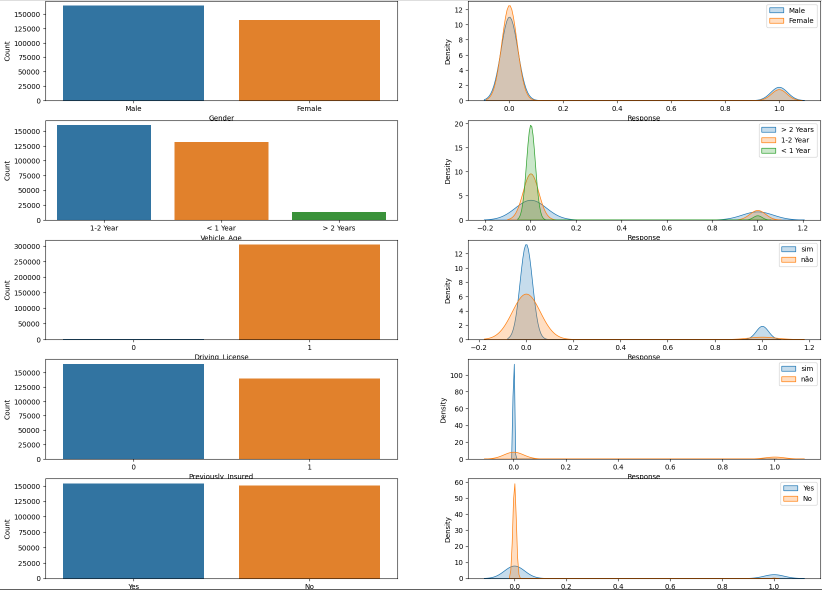 150000
125000
100000
75000
50000
25000
0
Count
Male
Female
Gender
12
10
8
6
4
2
0
Density
Male
Female
0.0
0.2
0.4
0.6
0.8
1.0
Response
150000
125000
100000
75000
50000
25000
0
Count
1-2 Year
< 1 Year
> 2 Years
Vehicle_Age
20
15
10
5
0
Density
> 2 Years
1-2 Year
< 1 Year
−0.2
0.0
0.2
0.4
0.6
0.8
1.0
1.2
Response
300000
250000
200000
150000
100000
50000
0
Count
0
1
Driving_License
12
10
8
6
4
2
0
Density
sim
não
−0.2
0.0
0.2
0.4
0.6
0.8
1.0
1.2
Response
150000
125000
100000
75000
50000
25000
0
Count
0
1
Previously_Insured
100
80
60
40
20
0
Density
sim
não
0.0
0.2
0.4
0.6
0.8
1.0
Response
150000
125000
100000
75000
50000
25000
0
Count
Yes
No
60
50
40
30
20
10
0
Density
Yes
No
0.0
0.2
0.4
0.6
0.8
1.0